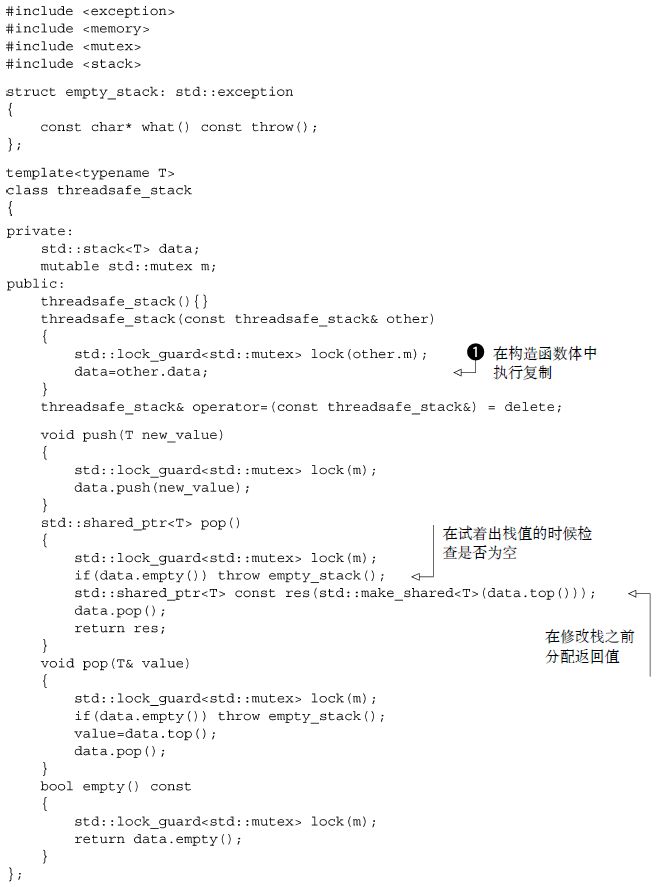 #include <exception>
#include <memory>
#include <mutex>
#include <stack>
struct empty_stack: std::exception
{
    const char* what() const throw();
};
template<typename T>
class threadsafe_stack
{
private:
    std::stack<T> data;
    mutable std::mutex m;
public:
    threadsafe_stack(){}
    threadsafe_stack(const threadsafe_stack& other)
    {
        std::lock_guard<std::mutex> lock(other.m);
        data=other.data;
❶ 在构造函数体中
执行复制
    }
    threadsafe_stack& operator=(const threadsafe_stack&) = delete;
    void push(T new_value)
    {
        std::lock_guard<std::mutex> lock(m);
        data.push(new_value);
    }
    std::shared_ptr<T> pop()
    {
        std::lock_guard<std::mutex> lock(m);
        if(data.empty()) throw empty_stack();
在试着出栈值的时候检
查是否为空
        std::shared_ptr<T> const res(std::make_shared<T>(data.top()));
        data.pop();
        return res;
在修改栈之前
分配返回值
    }
    void pop(T& value)
    {
        std::lock_guard<std::mutex> lock(m);
        if(data.empty()) throw empty_stack();
        value=data.top();
        data.pop();
    }
    bool empty() const
    {
        std::lock_guard<std::mutex> lock(m);
        return data.empty();
    }
};